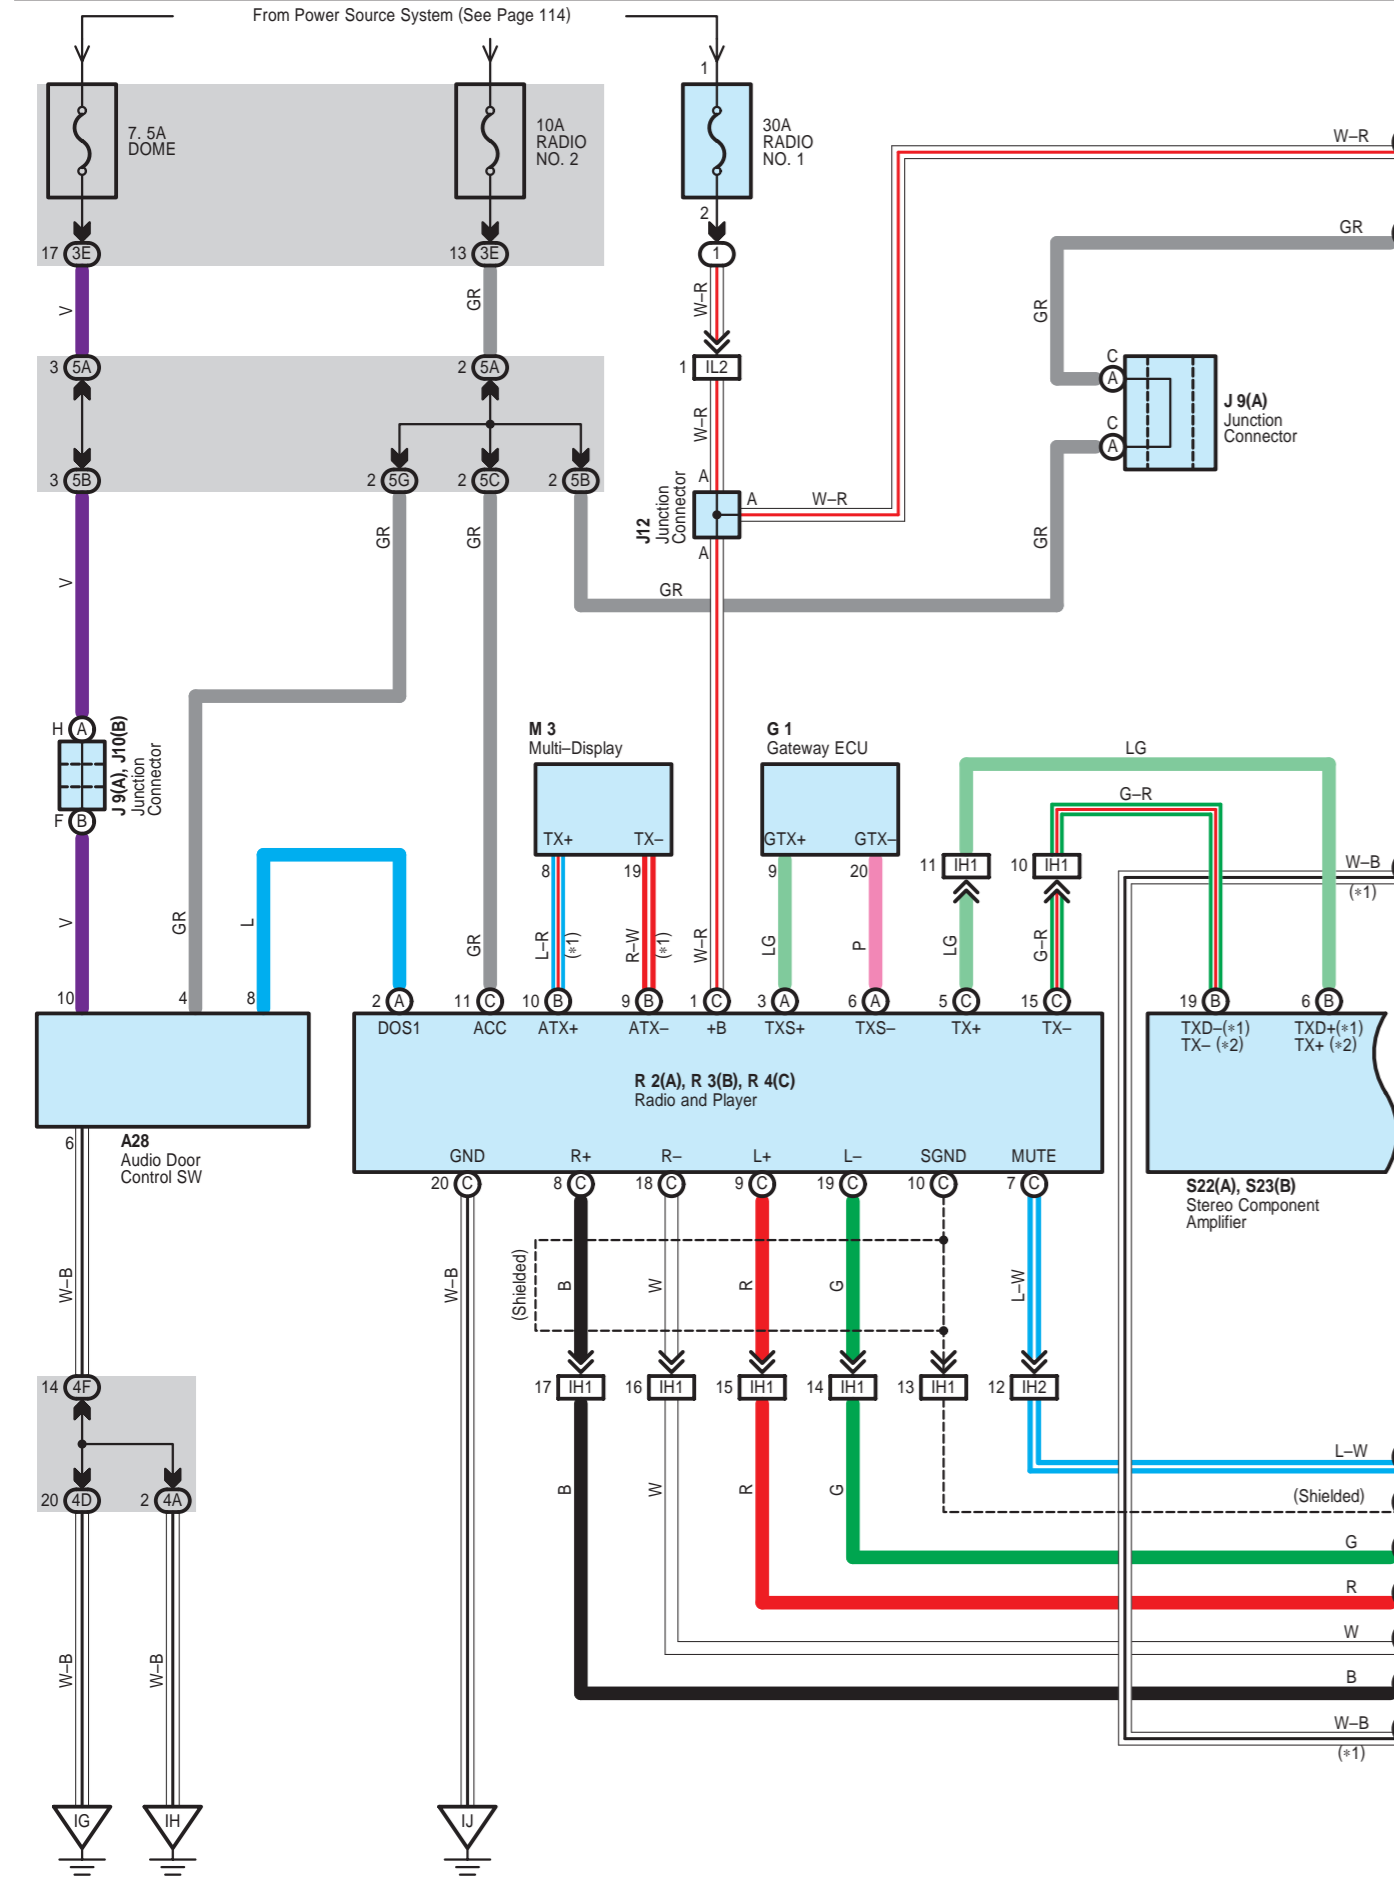 From Power Source System (See Page 114)
1
7. 5A
DOME
10A
RADIO
NO. 2
30A
RADIO
NO. 1
W–R
2
17 3E
13 3E
1
GR
V
GR
W–R
GR
3 5A
2 5A
1 IL2
C
A
J 9(A)
Junction
Connector
W–R
C
A
3 5B
2 5G
2 5C
2 5B
A
A
W–R
J12
Junction
Connector
A
GR
GR
GR
V
GR
H A
J 9(A), J10(B)
Junction
Connector
F B
M 3
Multi–Display
G 1
Gateway ECU
LG
G–R
TX+
TX–
GTX+
GTX–
8
19
9
20
11 IH1
10 IH1
W–B
(∗1)
V
GR
L
GR
L–R
(∗1)
R–W
(∗1)
W–R
LG
P
LG
G–R
10
4
8
2 A
11 C
10 B
9 B
1 C
3 A
6 A
5 C
15 C
19 B
6 B
DOS1
ACC
ATX+
ATX–
+B
TXS+
TXS–
TX+
TX–
TXD–(∗1)
TX– (∗2)
TXD+(∗1)
TX+ (∗2)
R 2(A), R 3(B), R 4(C)
Radio and Player
6
A28
Audio Door
Control SW
GND
R+
R–
L+
L–
SGND
MUTE
20 C
8 C
18 C
9 C
19 C
10 C
7 C
S22(A), S23(B)
Stereo Component
Amplifier
W–B
W–B
(Shielded)
B
W
R
G
L–W
14 4F
17 IH1
16 IH1
15 IH1
14 IH1
13 IH1
12 IH2
L–W
20 4D
2 4A
B
W
R
G
(Shielded)
G
R
W
W–B
W–B
B
W–B
(∗1)
IG
IH
IJ